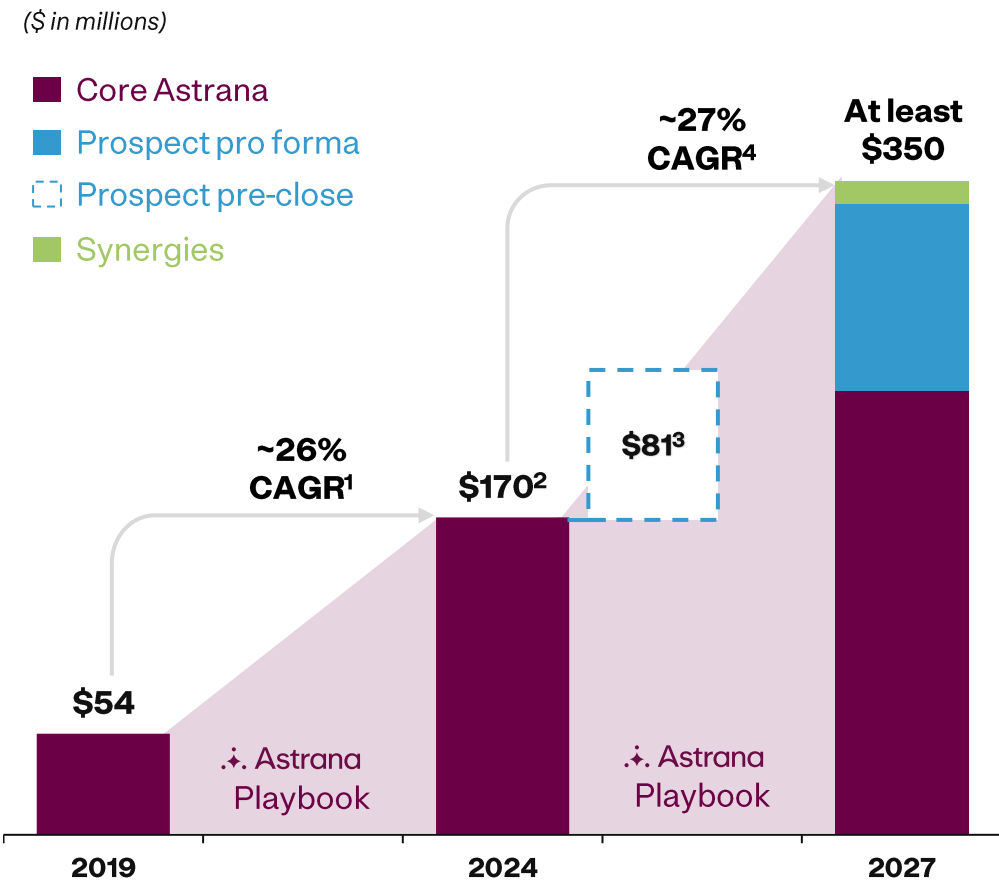 ($ in millions)
Core Astrana
Prospect pro forma
Prospect pre-close
Synergies
~27%
CAGR⁴
At least
$350
$81³
~26%
CAGR¹
$170²
$54
Astrana
Playbook
Astrana
Playbook
2019
2024
2027